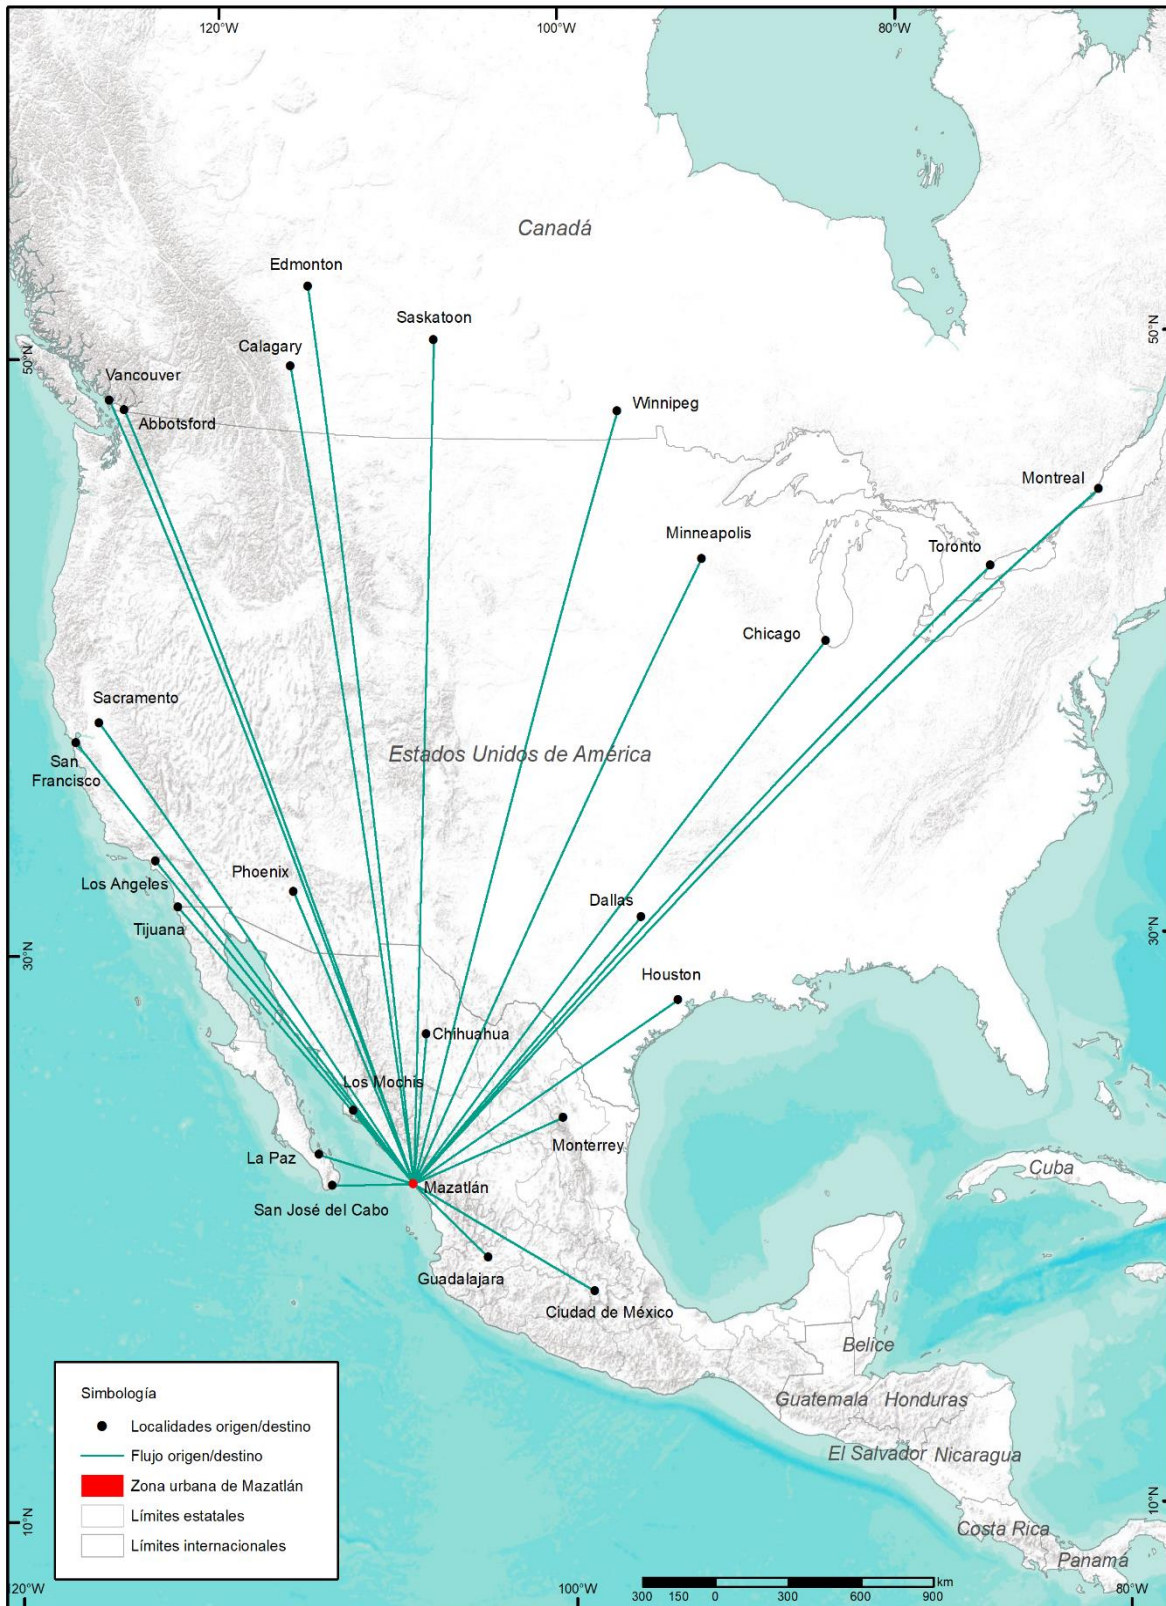 120°W
100°W
80°W
Canadá
Edmonton
Saskatoon
50°N
50°N
Calagary
Vancouver
Abbotsford
Winnipeg
Montreal
Minneapolis
Toronto
Chicago
Sacramento
San
Francisco
Estados Unidos de América
Los Angeles
Phoenix
Tijuana
Dallas
30°N
30°N
Houston
Chihuahua
Los Mochis
Monterrey
La Paz
Mazatlán
San José del Cabo
Cuba
Guadalajara
Ciudad de México
Belice
Guatemala
Honduras
El Salvador
Nicaragua
Costa Rica
Panamá
10°N
10°N
Simbología
Localidades origen/destino
Flujo origen/destino
Zona urbana de Mazatlán
Límites estatales
Límites internacionales
120°W
100°W
80°W
km
300 150 0 300 600 900